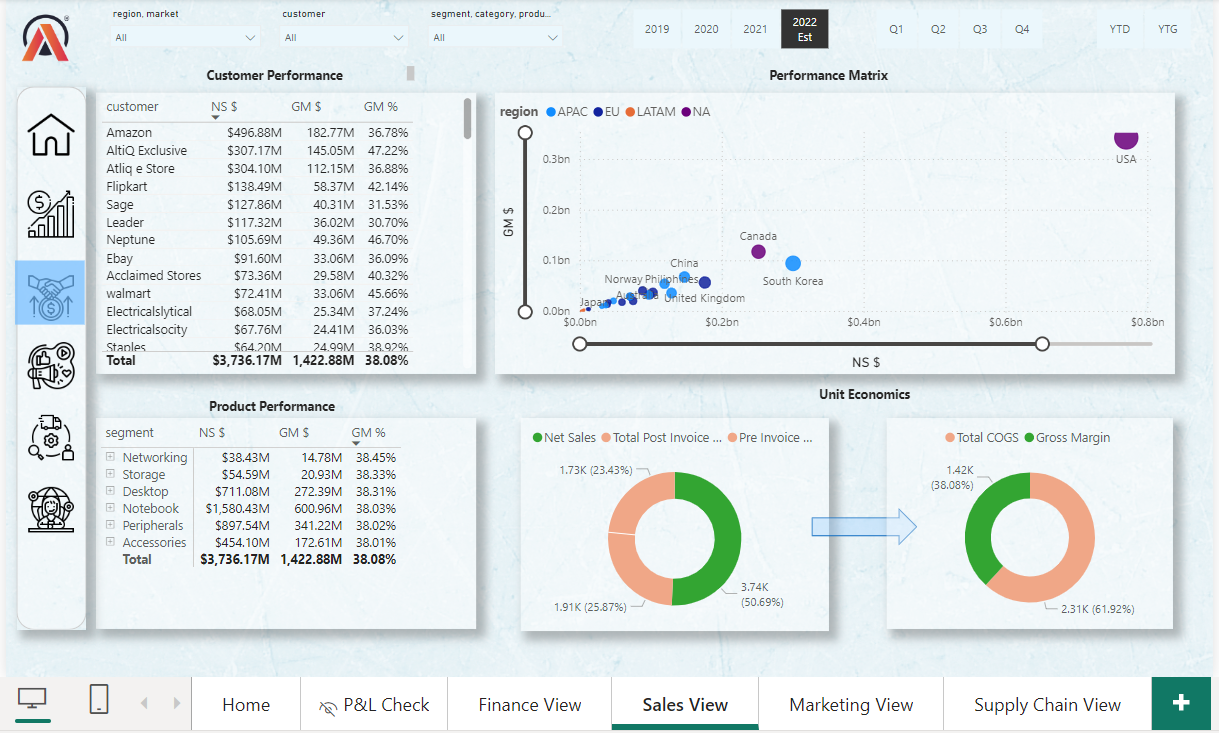 region, market
customer
segment, category, produ...
All
All
All
2019
2020
2021
2022
Est
Q1
Q2
Q3
Q4
YTD
YTG
Customer Performance
customer NS $ GM $ GM %
Amazon $496.88M 182.77M 36.78%
AltiQ Exclusive $307.17M 145.05M 47.22%
Atliq e Store $304.10M 112.15M 36.88%
Flipkart $138.49M 58.37M 42.14%
Sage $127.86M 40.31M 31.53%
Leader $117.32M 36.02M 30.70%
Neptune $105.69M 49.36M 46.70%
Ebay $91.60M 33.06M 36.09%
Acclaimed Stores $73.36M 29.58M 40.32%
walmart $72.41M 33.06M 45.66%
Electricalslytical $68.05M 25.34M 37.24%
Electricalsocity $67.76M 24.41M 36.03%
Staples $64.20M 24.99M 38.92%
Total $3,736.17M 1,422.88M 38.08%
Performance Matrix
region APAC EU LATAM NA
GM $
0.3bn
0.2bn
0.1bn
0.0bn
USA
Canada
South Korea
China
Norway
Philiphines
Australia
United Kingdom
Japan
$0.0bn
$0.2bn
$0.4bn
$0.6bn
$0.8bn
NS $
Product Performance
segment NS $ GM $ GM %
Networking $38.43M 14.78M 38.45%
Storage $54.59M 20.93M 38.33%
Desktop $711.08M 272.39M 38.31%
Notebook $1,580.43M 600.96M 38.03%
Peripherals $897.54M 341.22M 38.02%
Accessories $454.10M 172.61M 38.01%
Total $3,736.17M 1,422.88M 38.08%
Unit Economics
Net Sales Total Post Invoice ... Pre Invoice ...
1.73K (23.43%)
3.74K
(50.69%)
1.91K (25.87%)
Total COGS Gross Margin
1.42K
(38.08%)
2.31K (61.92%)
Home
P&L Check
Finance View
Sales View
Marketing View
Supply Chain View